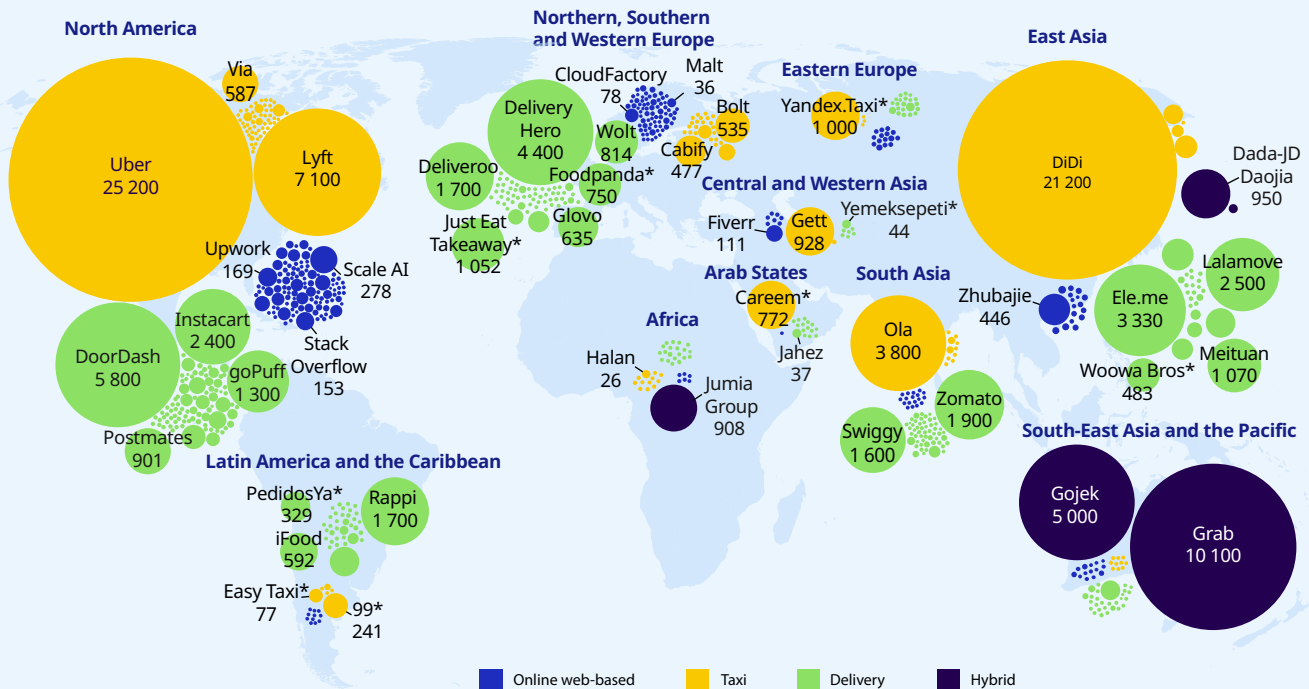 North America
Via
587
Uber
25 200
Lyft
7 100
Upwork
169
Scale AI
278
Stack
Overflow
153
Instacart
2 400
DoorDash
5 800
goPuff
1 300
Postmates
901
Latin America and the Caribbean
PedidosYa*
329
Rappi
1 700
iFood
592
Easy Taxi*
77
99*
241
Northern, Southern
and Western Europe
CloudFactory
78
Malt
36
Delivery
Hero
4 400
Wolt
814
Bolt
535
Cabify
477
Deliveroo
1 700
Foodpanda*
750
Just Eat
Takeaway*
1 052
Glovo
635
Eastern Europe
Yandex.Taxi*
1 000
Central and Western Asia
Fiverr
111
Gett
928
Yemeksepeti*
44
Arab States
Careem*
772
Jahez
37
Africa
Halan
26
Jumia
Group
908
South Asia
Ola
3 800
Zomato
1 900
Swiggy
1 600
East Asia
DiDi
21 200
Dada-JD
Daojia
950
Lalamove
2 500
Zhubajie
446
Ele.me
3 330
Meituan
1 070
Woowa Bros*
483
South-East Asia and the Pacific
Gojek
5 000
Grab
10 100
Online web-based
Taxi
Delivery
Hybrid